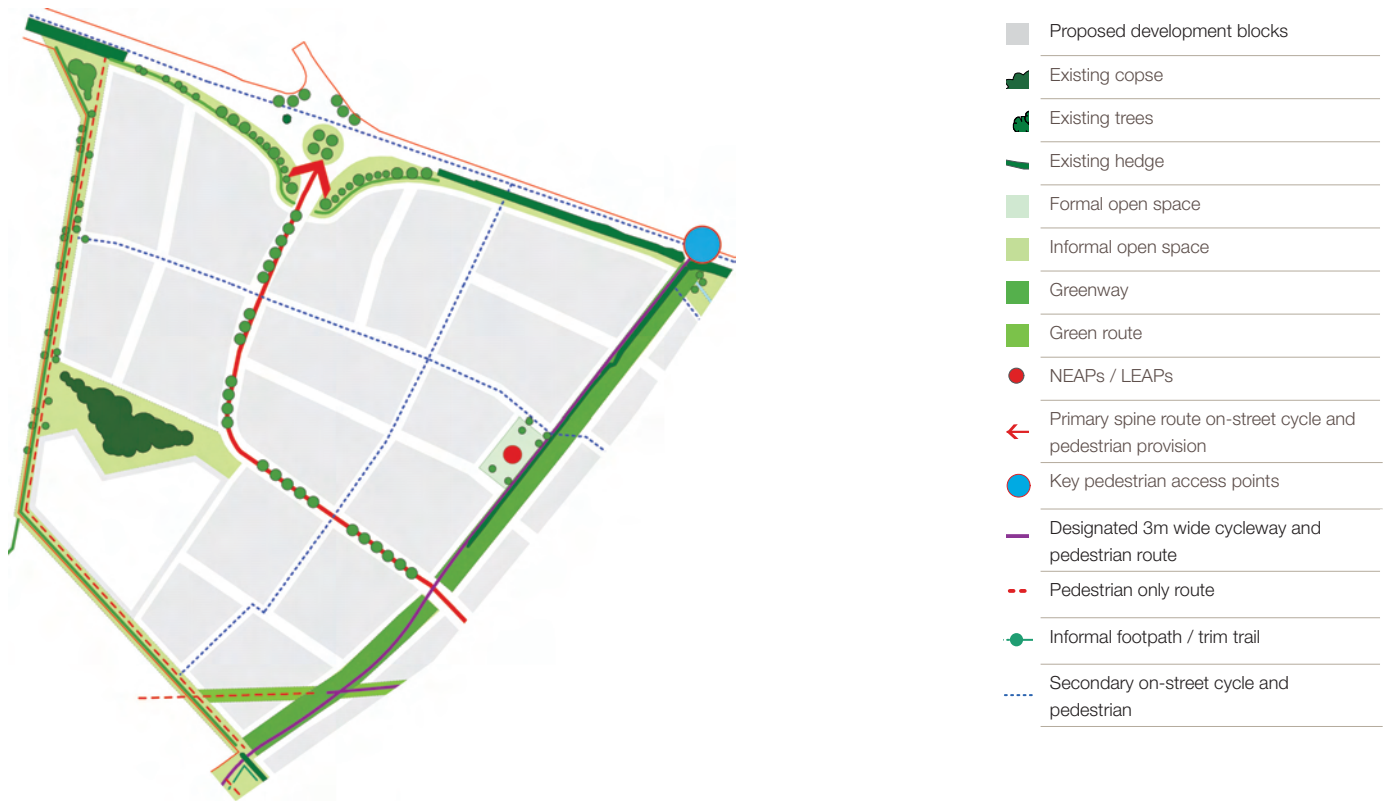 Proposed development blocks
Existing copse
Existing trees
Existing hedge
Formal open space
Informal open space
Greenway
Green route
NEAPs / LEAPs
Primary spine route on-street cycle and
pedestrian provision
Key pedestrian access points
Designated 3m wide cycleway and
pedestrian route
Pedestrian only route
Informal footpath / trim trail
Secondary on-street cycle and
pedestrian